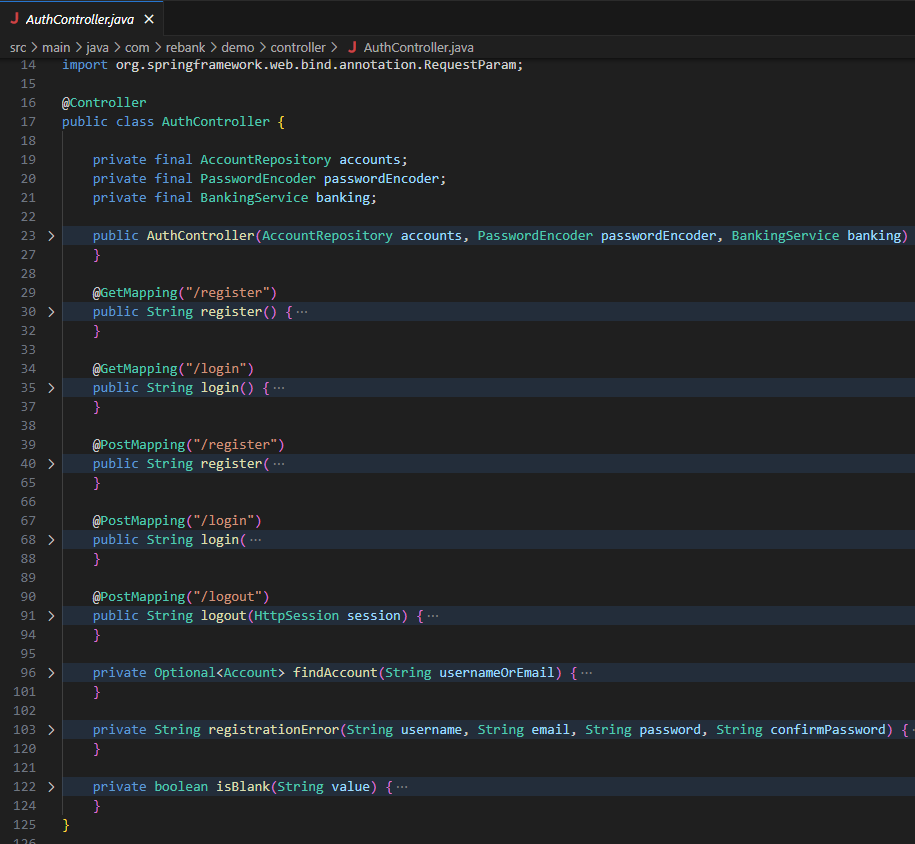 J AuthController.java ×
src > main > java > com > rebank > demo > controller > J AuthController.java
14 import org.springframework.web.bind.annotation.RequestParam;
15
16 @Controller
17 public class AuthController {
18
19 private final AccountRepository accounts;
20 private final PasswordEncoder passwordEncoder;
21 private final BankingService banking;
22
23 > public AuthController(AccountRepository accounts, PasswordEncoder passwordEncoder, BankingService banking)
27 }
28
29 @GetMapping("/register")
30 > public String register() { ···
32 }
33
34 @GetMapping("/login")
35 > public String login() { ···
37 }
38
39 @PostMapping("/register")
40 > public String register( ···
65 }
66
67 @PostMapping("/login")
68 > public String login( ···
88 }
89
90 @PostMapping("/logout")
91 > public String logout(HttpSession session) { ···
94 }
95
96 > private Optional<Account> findAccount(String usernameOrEmail) { ···
101 }
102
103 > private String registrationError(String username, String email, String password, String confirmPassword) { ·
120 }
121
122 > private boolean isBlank(String value) { ···
124 }
125 }
126